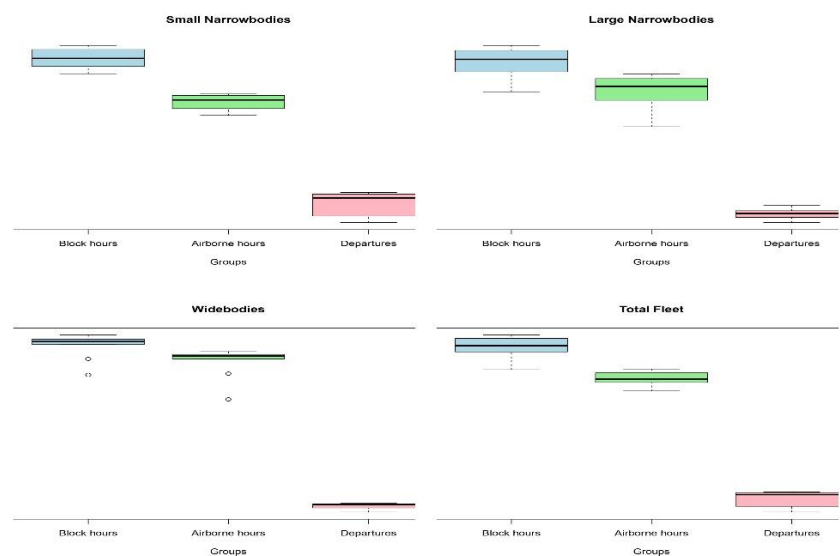 Small Narrowbodies
Block hours Airborne hours Departures
Groups
Large Narrowbodies
Block hours Airborne hours Departures
Groups
Widebodies
Block hours Airborne hours Departures
Groups
Total Fleet
Block hours Airborne hours Departures
Groups